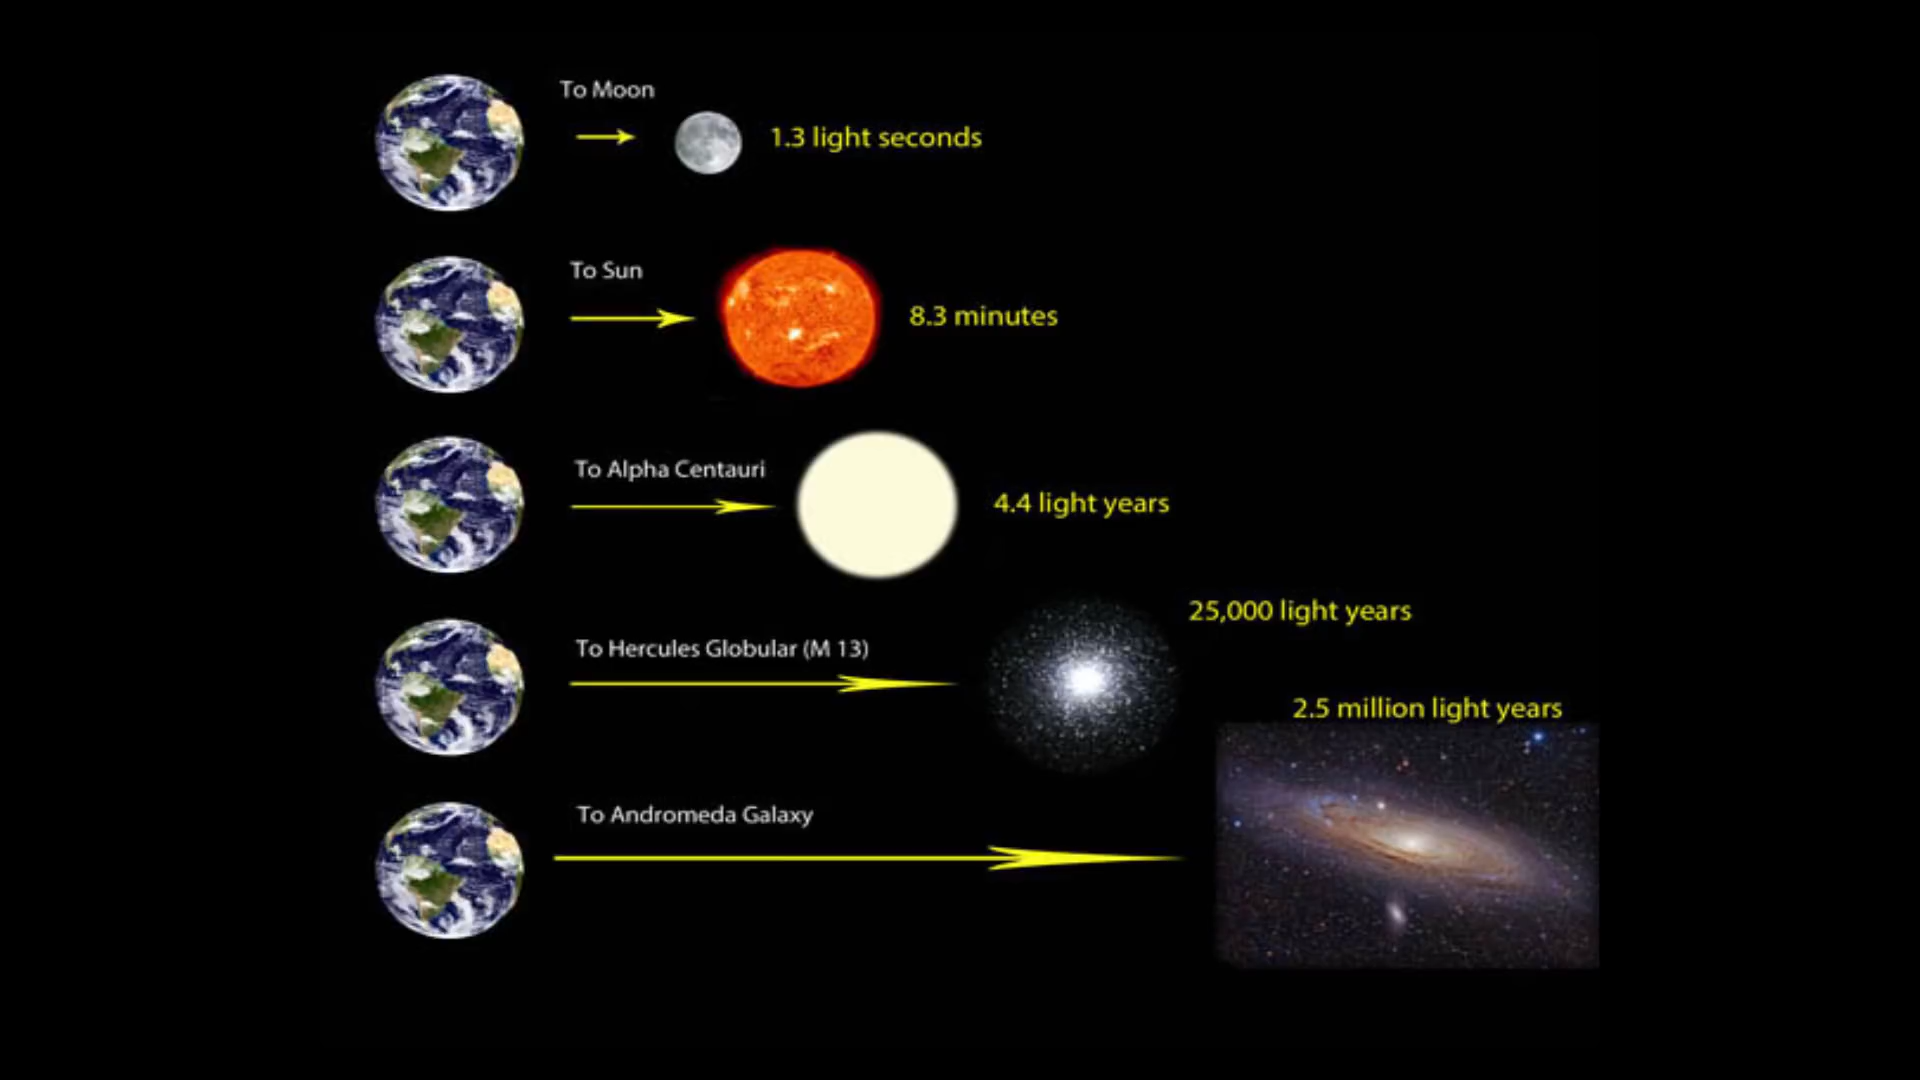 To Moon
1.3 light seconds
To Sun
8.3 minutes
To Alpha Centauri
4.4 light years
25,000 light years
To Hercules Globular (M 13)
2.5 million light years
To Andromeda Galaxy